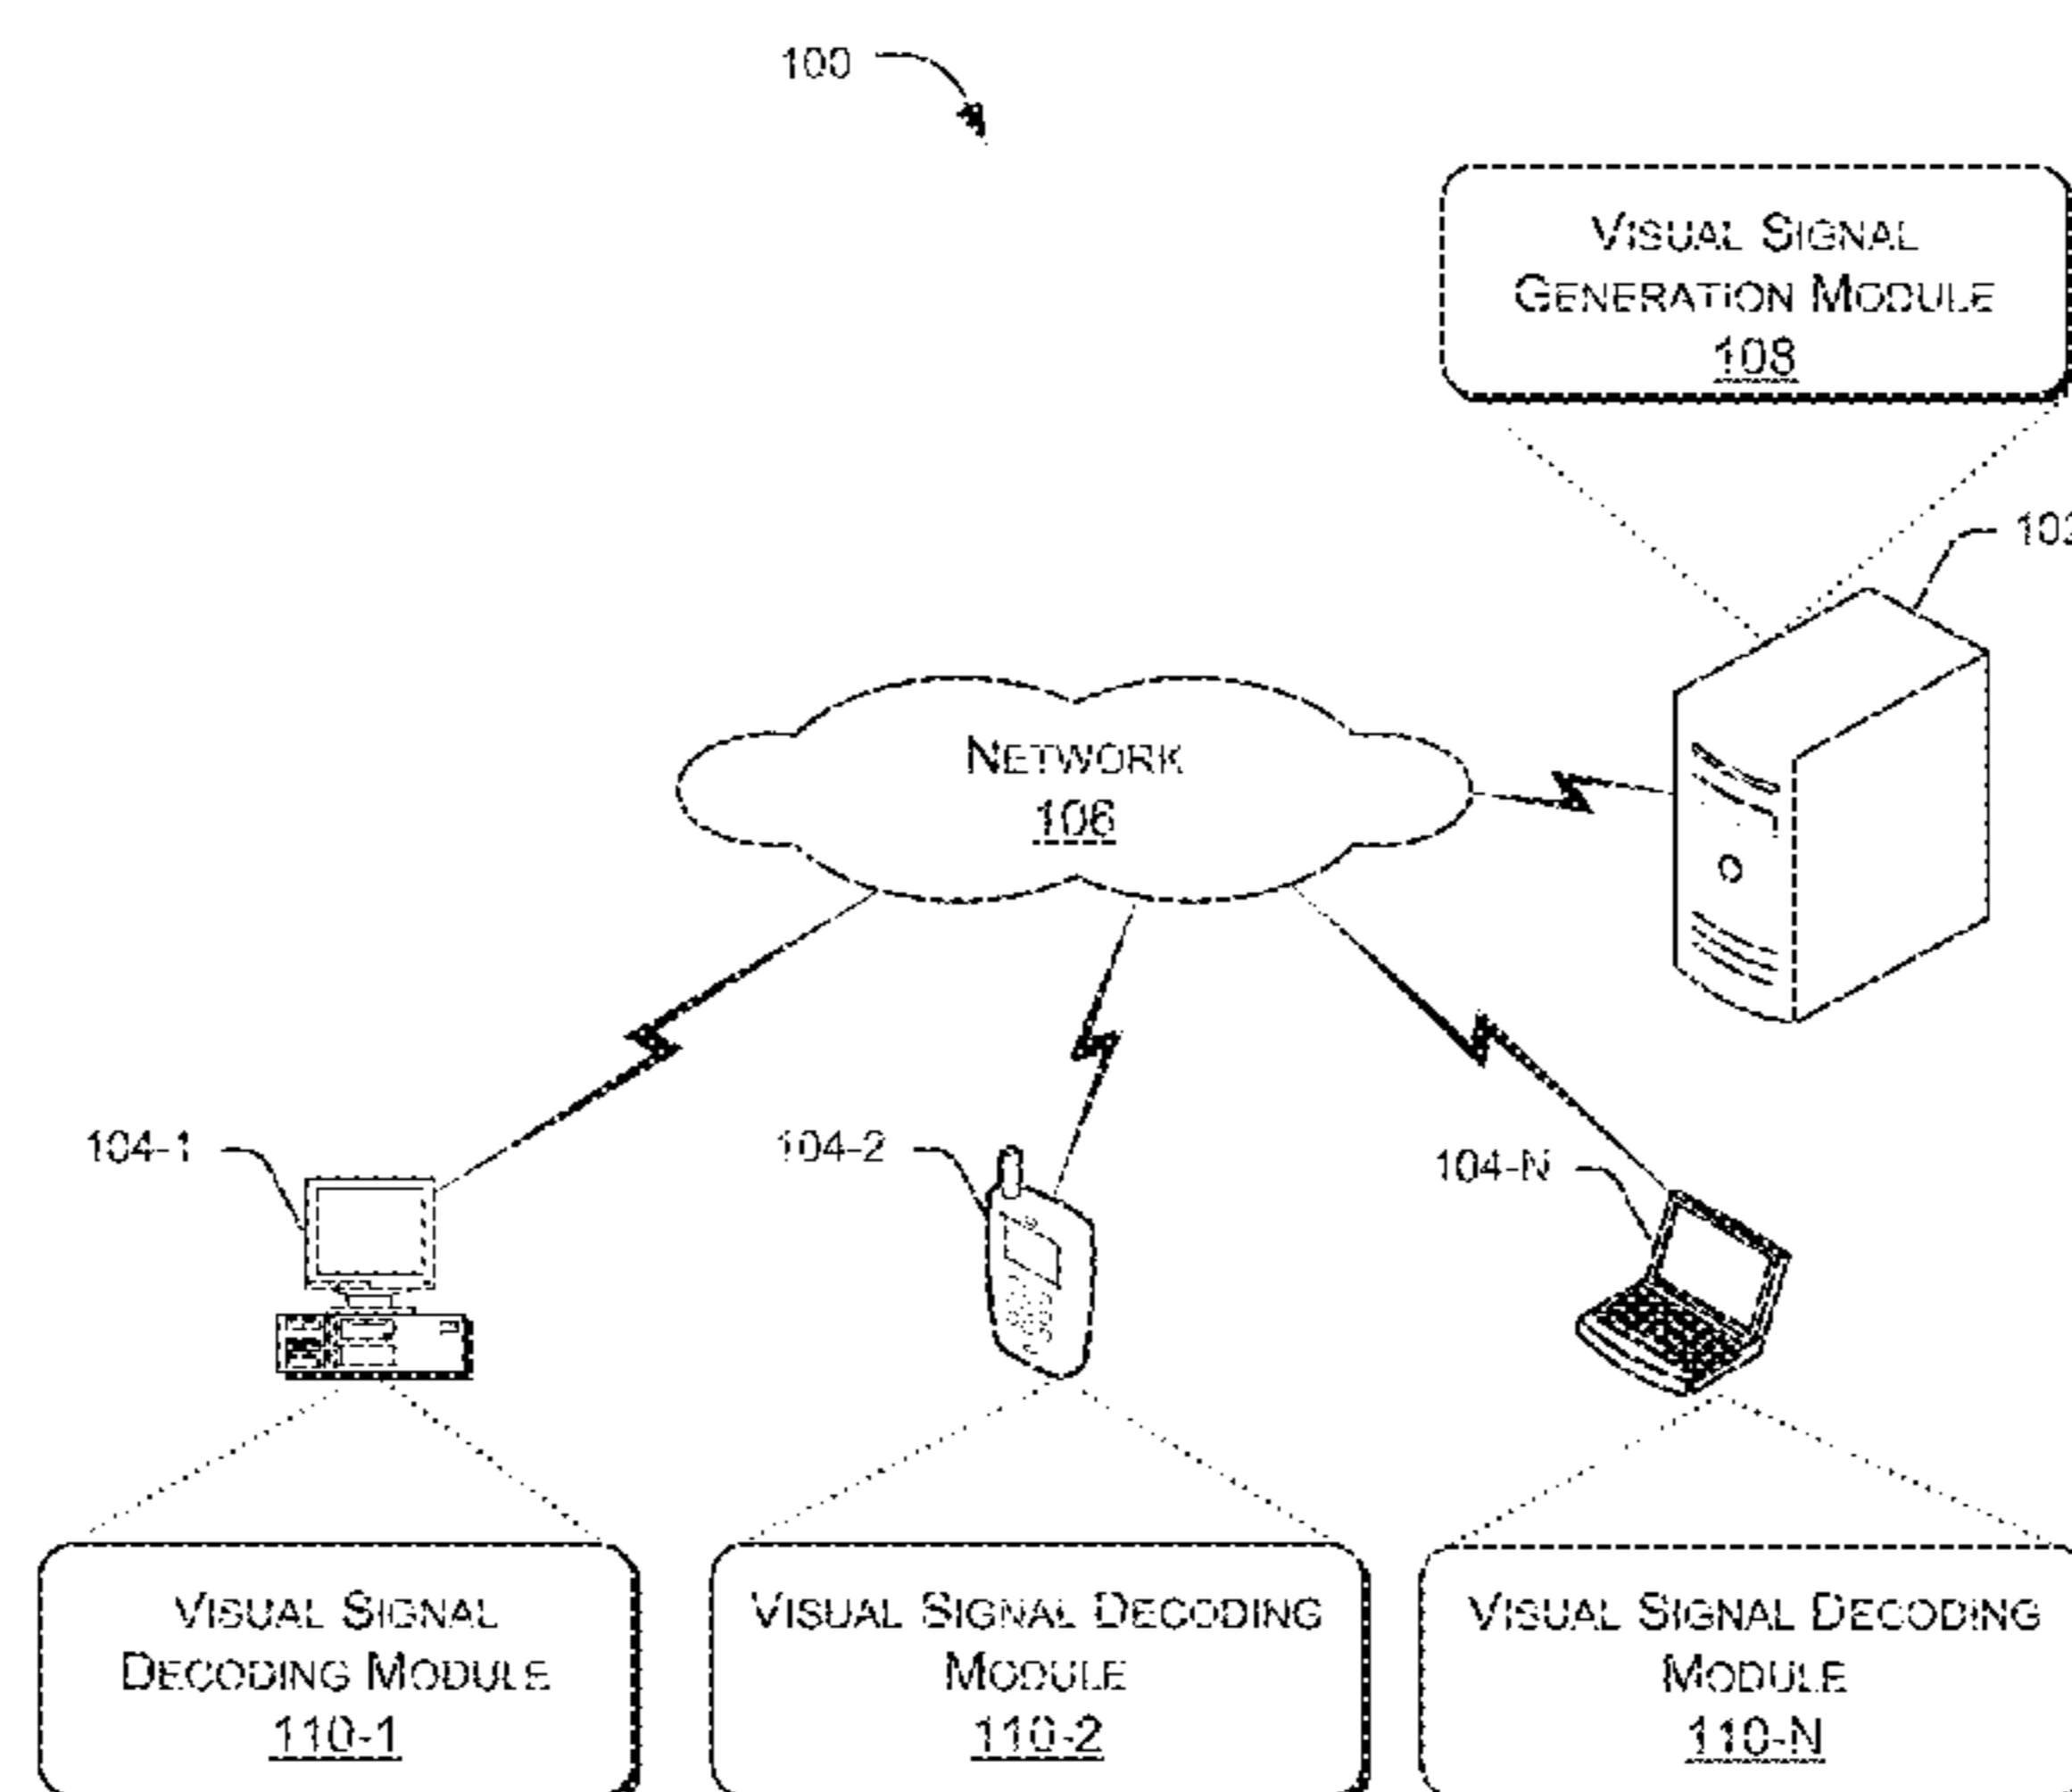 100
VISUAL SIGNAL
GENERATION MODULE
108
NETWORK
106
104-1
104-2
104-N
VISUAL SIGNAL
DECODING MODULE
110-1
VISUAL SIGNAL DECODING
MODULE
110-2
VISUAL SIGNAL DECODING
MODULE
110-N